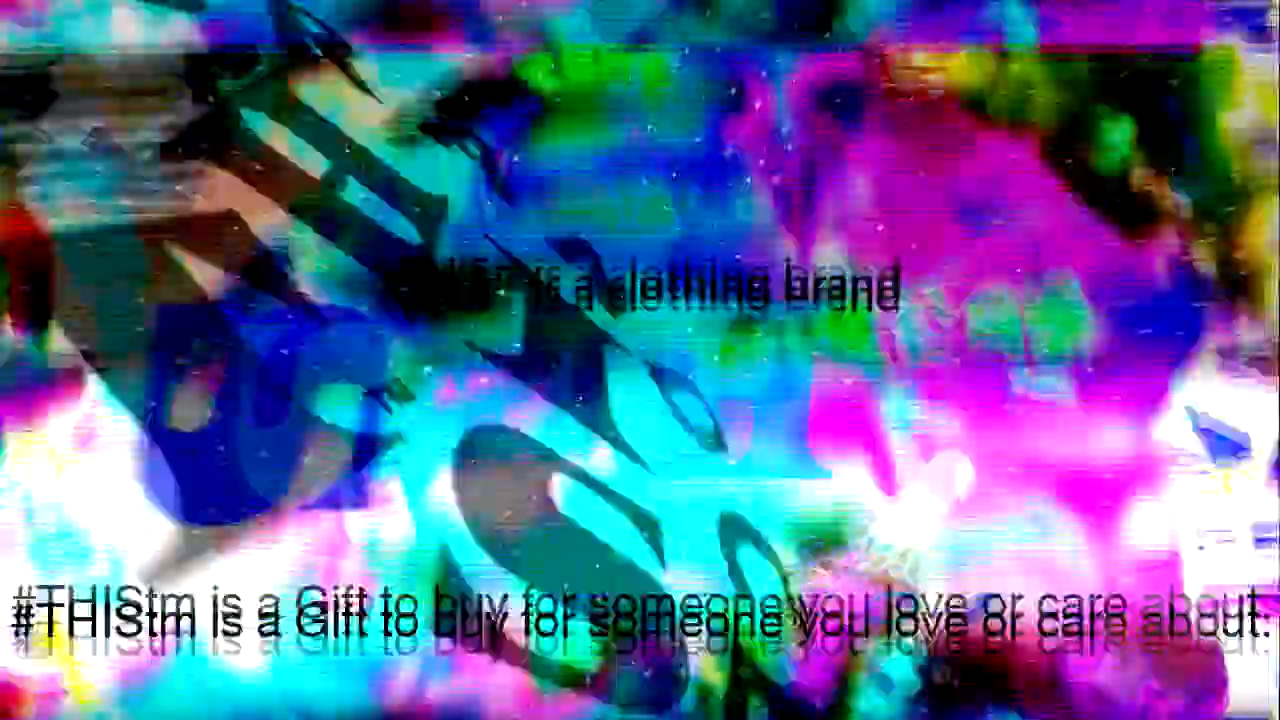 is a clothing brand
#THIStm is a Gift to buy for someone you love or care about.